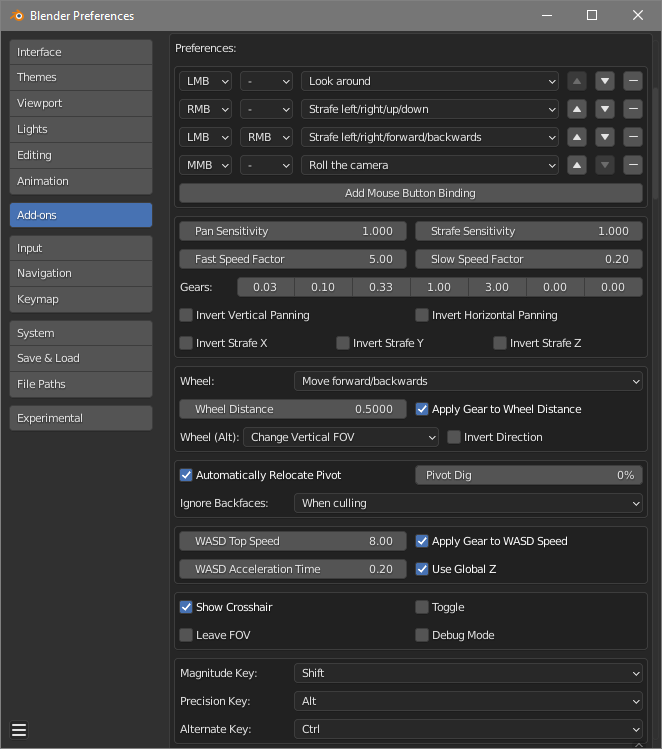 Blender Preferences
Interface
Themes
Viewport
Lights
Editing
Animation
Add-ons
Input
Navigation
Keymap
System
Save & Load
File Paths
Experimental
Preferences:
LMB - Look around
RMB - Strafe left/right/up/down
LMB RMB Strafe left/right/forward/backwards
MMB - Roll the camera
Add Mouse Button Binding
Pan Sensitivity 1.000 Strafe Sensitivity 1.000
Fast Speed Factor 5.00 Slow Speed Factor 0.20
Gears: 0.03 0.10 0.33 1.00 3.00 0.00 0.00
Invert Vertical Panning Invert Horizontal Panning
Invert Strafe X Invert Strafe Y Invert Strafe Z
Wheel: Move forward/backwards
Wheel Distance 0.5000 Apply Gear to Wheel Distance
Wheel (Alt): Change Vertical FOV Invert Direction
Automatically Relocate Pivot Pivot Dig 0%
Ignore Backfaces: When culling
WASD Top Speed 8.00 Apply Gear to WASD Speed
WASD Acceleration Time 0.20 Use Global Z
Show Crosshair Toggle
Leave FOV Debug Mode
Magnitude Key: Shift
Precision Key: Alt
Alternate Key: Ctrl